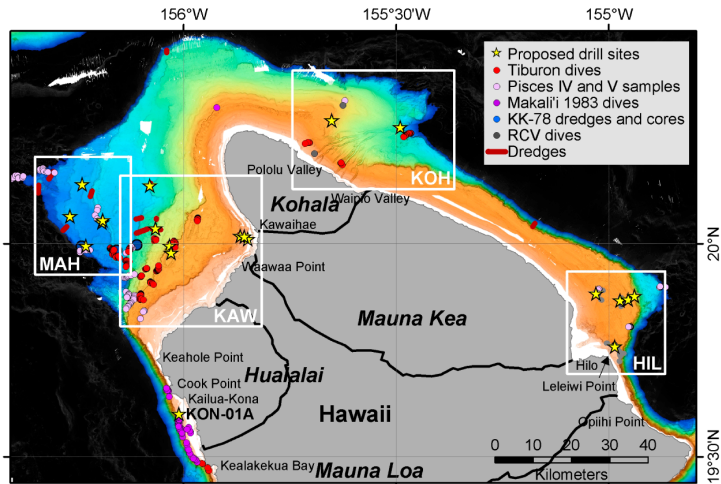 156°W
155°30'W
155°W
Proposed drill sites
Tiburon dives
Pisces IV and V samples
Makali'i 1983 dives
KK-78 dredges and cores
RCV dives
Dredges
KOH
Pololu Valley
Waipio Valley
Kohala
Kawaihae
20°N
MAH
Waawaa Point
KAW
Mauna Kea
Keahole Point
Huaialai
Hilo
HIL
Cook Point
Leleiwi Point
Kailua-Kona
KON-01A
Hawaii
Opiihi Point
0 10 20 30 40
Kilometers
19°30'N
Kealakekua Bay
Mauna Loa